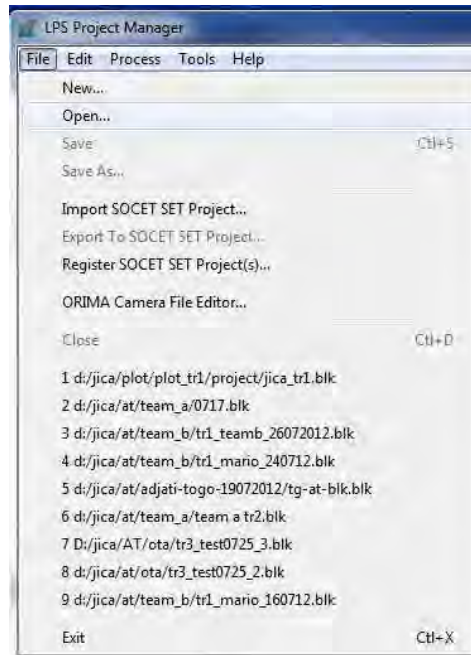 LPS Project Manager
File Edit Process Tools Help
New...
Open...
Save Ctl+S
Save As...
Import SOCET SET Project...
Export To SOCET SET Project...
Register SOCET SET Project(s)...
ORIMA Camera File Editor...
Close Ctl+D
1 d:/jica/plot/plot_tr1/project/jica_tr1.blk
2 d:/jica/at/team_a/0717.blk
3 d:/jica/at/team_b/tr1_teamb_26072012.blk
4 d:/jica/at/team_b/tr1_mario_240712.blk
5 d:/jica/at/adjati-togo-19072012/tg-at-blk.blk
6 d:/jica/at/team_a/team a tr2.blk
7 D:/jica/AT/ota/tr3_test0725_3.blk
8 d:/jica/at/ota/tr3_test0725_2.blk
9 d:/jica/at/team_b/tr1_mario_160712.blk
Exit Ctl+X